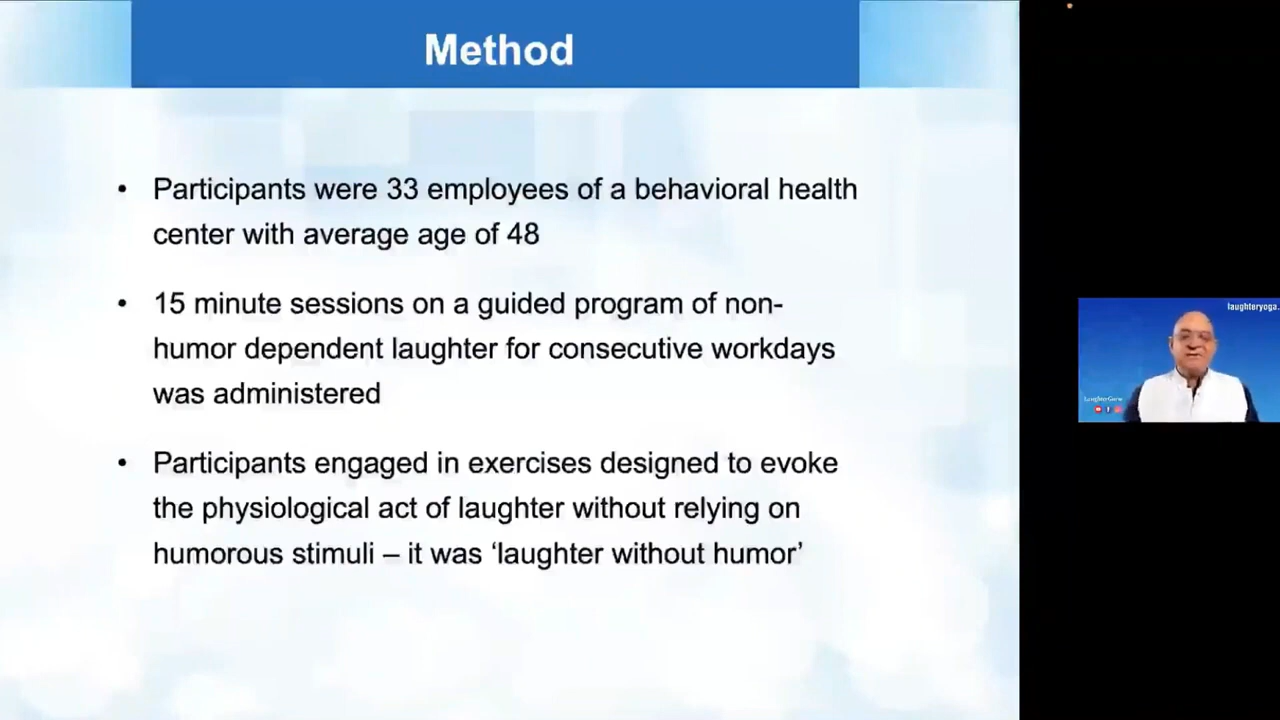 Method
• Participants were 33 employees of a behavioral health
center with average age of 48
• 15 minute sessions on a guided program of non-
humor dependent laughter for consecutive workdays
was administered
• Participants engaged in exercises designed to evoke
the physiological act of laughter without relying on
humorous stimuli – it was ‘laughter without humor’
laughteryoga.